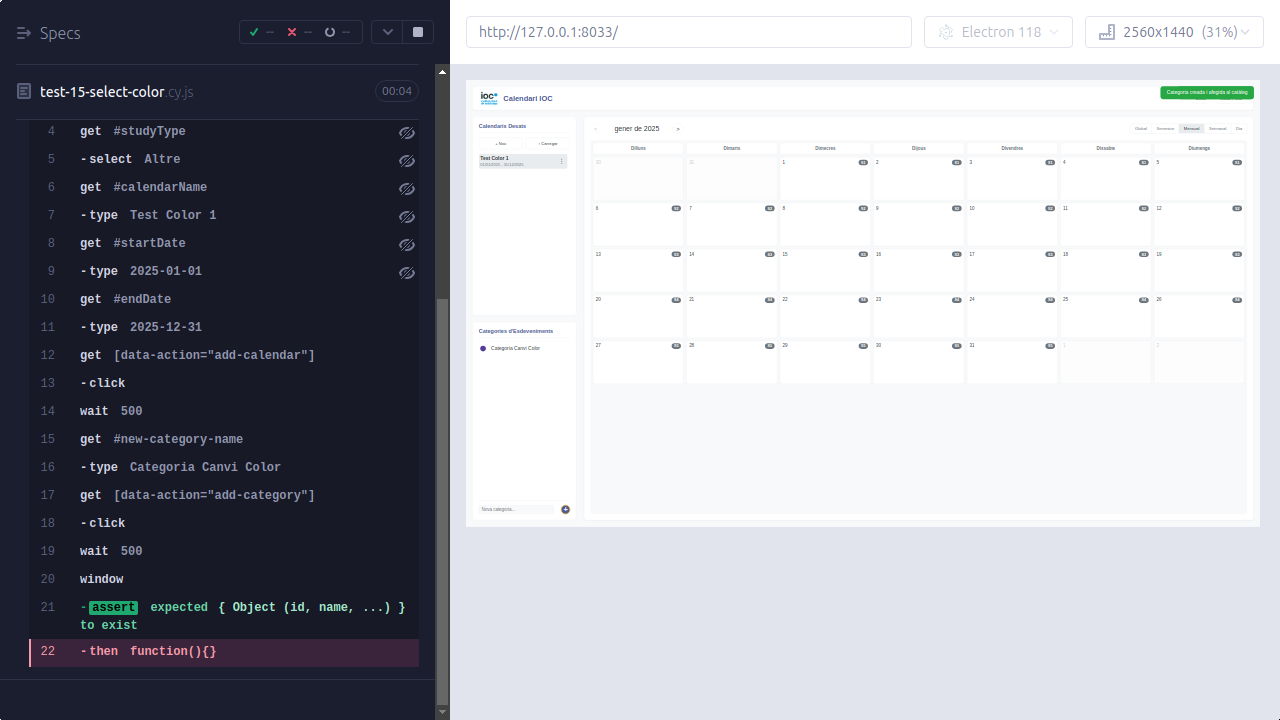 Specs
--
--
--
test-15-select-color.cy.js
00:04
4 get #studyType
5 -select Altre
6 get #calendarName
7 -type Test Color 1
8 get #startDate
9 -type 2025-01-01
10 get #endDate
11 -type 2025-12-31
12 get [data-action="add-calendar"]
13 -click
14 wait 500
15 get #new-category-name
16 -type Categoria Canvi Color
17 get [data-action="add-category"]
18 -click
19 wait 500
20 window
21 -assert expected { Object (id, name, ...) }
to exist
22 -then function(){}
http://127.0.0.1:8033/
Electron 118
2560x1440 (31%)
ioc
Calendari IOC
Categoria creada i afegida al catàleg
Calendaris Desats
+ Nou
Carregar
Test Color 1
Categories d'Esdeveniments
Categoria Canvi Color
Nova categoria...
+
‹ gener de 2025 >
Global Semestral Mensual Setmanal Dia
Dilluns Dimarts Dimecres Dijous Divendres Dissabte Diumenge
30 31 1 2 3 4 5
6 7 8 9 10 11 12
13 14 15 16 17 18 19
20 21 22 23 24 25 26
27 28 29 30 31 1 2